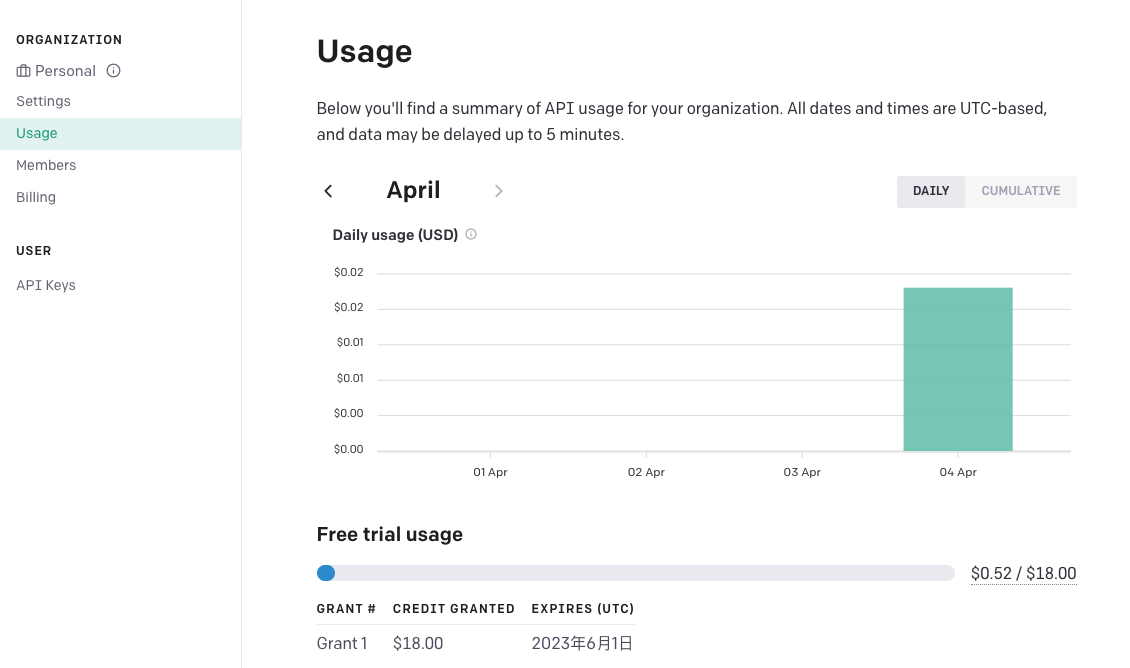 ORGANIZATION
Personal
Settings
Usage
Members
Billing
USER
API Keys
Usage
Below you'll find a summary of API usage for your organization. All dates and times are UTC-based,
and data may be delayed up to 5 minutes.
April
DAILY CUMULATIVE
Daily usage (USD)
$0.02
$0.02
$0.01
$0.01
$0.00
$0.00
01 Apr 02 Apr 03 Apr 04 Apr
Free trial usage
$0.52 / $18.00
GRANT # CREDIT GRANTED EXPIRES (UTC)
Grant 1 $18.00 2023年6月1日